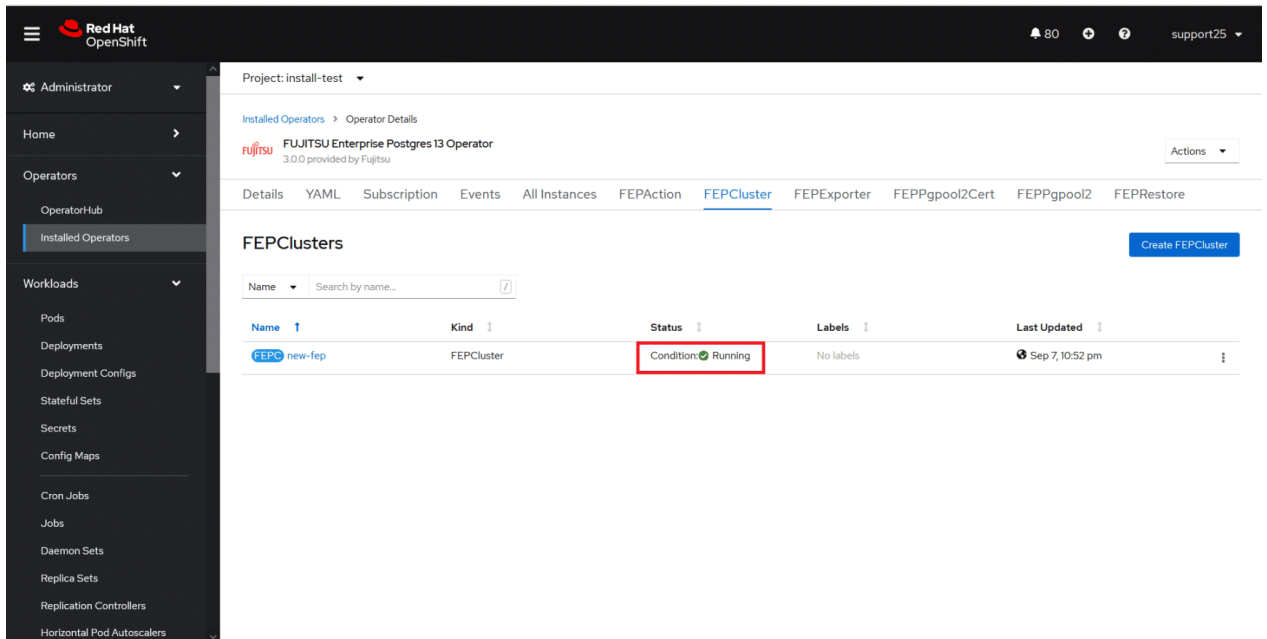 Red Hat
OpenShift
80
support25
Administrator
Home
Operators
OperatorHub
Installed Operators
Workloads
Pods
Deployments
Deployment Configs
Stateful Sets
Secrets
Config Maps
Cron Jobs
Jobs
Daemon Sets
Replica Sets
Replication Controllers
Horizontal Pod Autoscalers
Project: install-test
Installed Operators > Operator Details
FUJITSU
FUJITSU Enterprise Postgres 13 Operator
3.0.0 provided by Fujitsu
Actions
Details YAML Subscription Events All Instances FEPAction FEPCluster FEPExporter FEPPgpool2Cert FEPPgpool2 FEPRestore
FEPClusters
Create FEPCluster
Name Search by name... /
Name Kind Status Labels Last Updated
FEPC new-fep FEPCluster Condition: Running No labels Sep 7, 10:52 pm